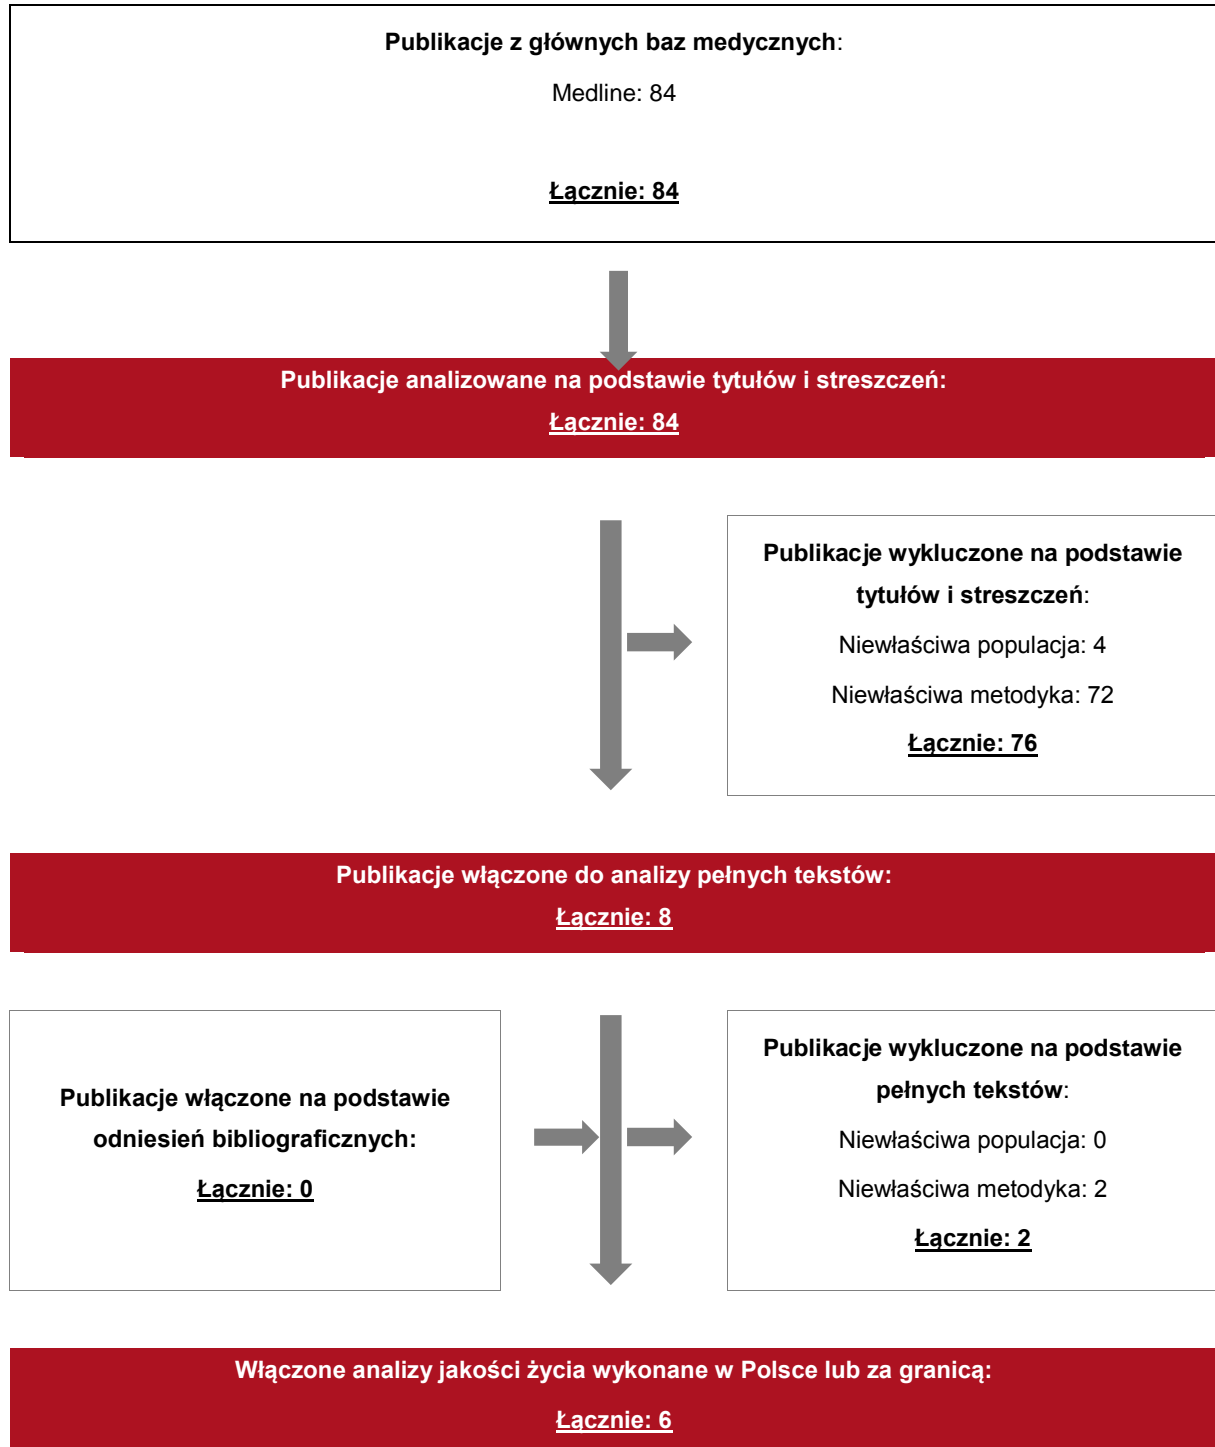 Publikacje z głównych baz medycznych:
Medline: 84
Łącznie: 84
Publikacje analizowane na podstawie tytułów i streszczeń:
Łącznie: 84
Publikacje wykluczone na podstawie
tytułów i streszczeń:
Niewłaściwa populacja: 4
Niewłaściwa metodyka: 72
Łącznie: 76
Publikacje włączone do analizy pełnych tekstów:
Łącznie: 8
Publikacje włączone na podstawie
odniesień bibliograficznych:
Łącznie: 0
Publikacje wykluczone na podstawie
pełnych tekstów:
Niewłaściwa populacja: 0
Niewłaściwa metodyka: 2
Łącznie: 2
Włączone analizy jakości życia wykonane w Polsce lub za granicą:
Łącznie: 6